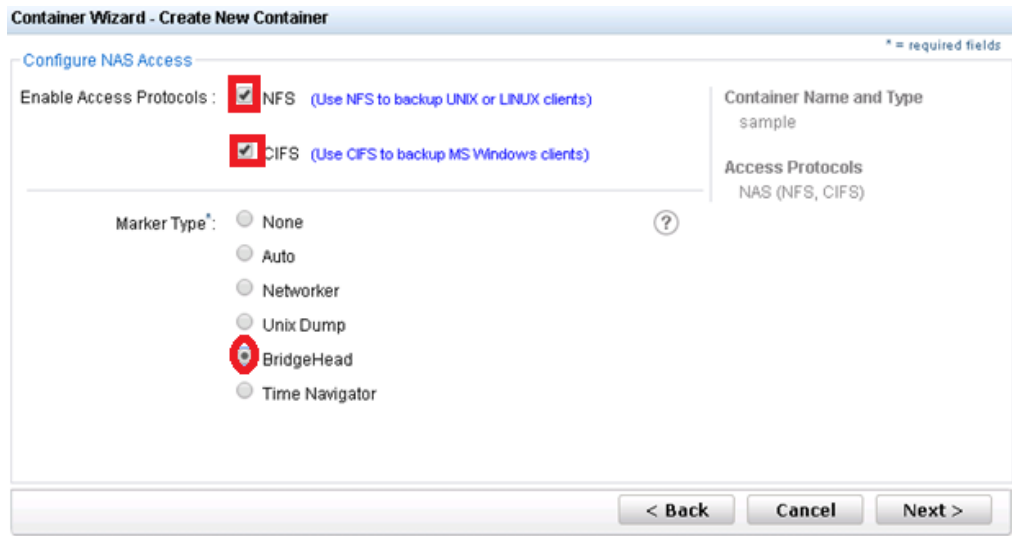 Container Wizard - Create New Container
* = required fields
Configure NAS Access
Enable Access Protocols : NFS (Use NFS to backup UNIX or LINUX clients)
CIFS (Use CIFS to backup MS Windows clients)
Container Name and Type
sample
Access Protocols
NAS (NFS, CIFS)
Marker Type*: None
?
Auto
Networker
Unix Dump
BridgeHead
Time Navigator
< Back Cancel Next >